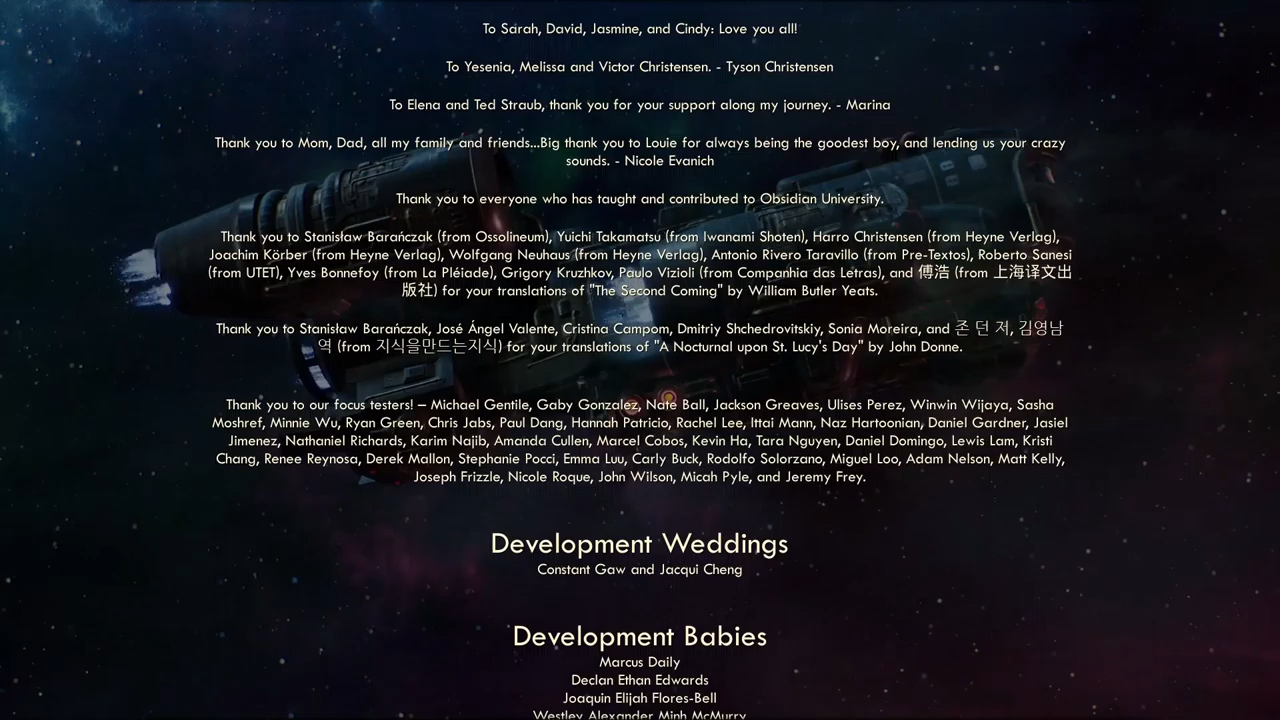 To Sarah, David, Jasmine, and Cindy: Love you all!
To Yesenia, Melissa and Victor Christensen. - Tyson Christensen
To Elena and Ted Straub, thank you for your support along my journey. - Marina
Thank you to Mom, Dad, all my family and friends...Big thank you to Louie for always being the goodest boy, and lending us your crazy
sounds. - Nicole Evanich
Thank you to everyone who has taught and contributed to Obsidian University.
Thank you to Stanisław Barańczak (from Ossolineum), Yuichi Takamatsu (from Iwanami Shoten), Harro Christensen (from Heyne Verlag),
Joachim Körber (from Heyne Verlag), Wolfgang Neuhaus (from Heyne Verlag), Antonio Rivero Taravillo (from Pre-Textos), Roberto Sanesi
(from UTET), Yves Bonnefoy (from La Pléiade), Grigory Kruzhkov, Paulo Vizioli (from Companhia das Letras), and 傅浩 (from 上海译文出
版社) for your translations of "The Second Coming" by William Butler Yeats.
Thank you to Stanisław Barańczak, José Ángel Valente, Cristina Campom, Dmitriy Shchedrovitskiy, Sonia Moreira, and 존 던 저, 김영남
역 (from 지식을만드는지식) for your translations of "A Nocturnal upon St. Lucy's Day" by John Donne.
Thank you to our focus testers! – Michael Gentile, Gaby Gonzalez, Nate Ball, Jackson Greaves, Ulises Perez, Winwin Wijaya, Sasha
Moshref, Minnie Wu, Ryan Green, Chris Jabs, Paul Dang, Hannah Patricio, Rachel Lee, Ittai Mann, Naz Hartoonian, Daniel Gardner, Jasiel
Jimenez, Nathaniel Richards, Karim Najib, Amanda Cullen, Marcel Cobos, Kevin Ha, Tara Nguyen, Daniel Domingo, Lewis Lam, Kristi
Chang, Renee Reynosa, Derek Mallon, Stephanie Pocci, Emma Luu, Carly Buck, Rodolfo Solorzano, Miguel Loo, Adam Nelson, Matt Kelly,
Joseph Frizzle, Nicole Roque, John Wilson, Micah Pyle, and Jeremy Frey.
Development Weddings
Constant Gaw and Jacqui Cheng
Development Babies
Marcus Daily
Declan Ethan Edwards
Joaquin Elijah Flores-Bell
Westley Alexander Minh McMurry